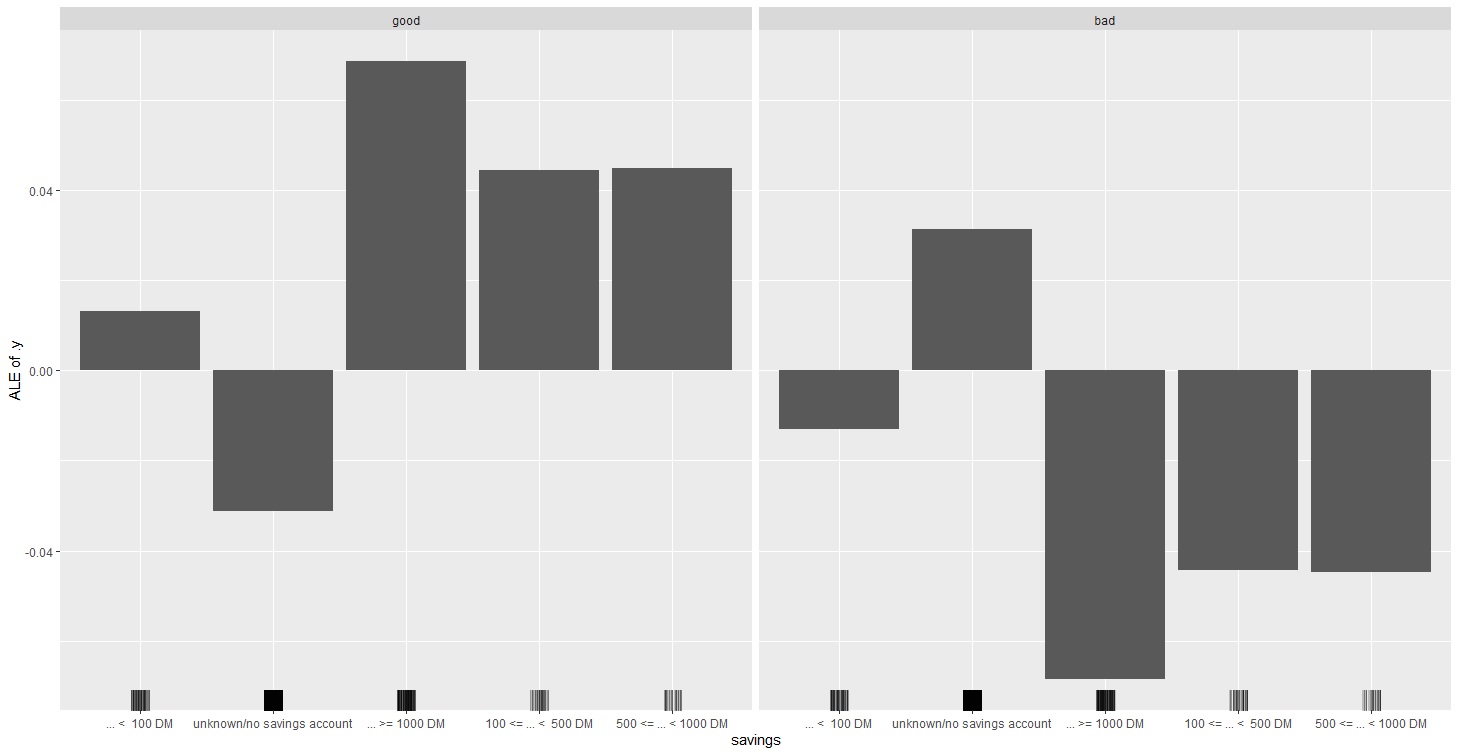 good
bad
ALE of .y
0.04
0.00
-0.04
... < 100 DM
unknown/no savings account
... >= 1000 DM
100 <= ... < 500 DM
500 <= ... < 1000 DM
... < 100 DM
unknown/no savings account
... >= 1000 DM
100 <= ... < 500 DM
500 <= ... < 1000 DM
savings